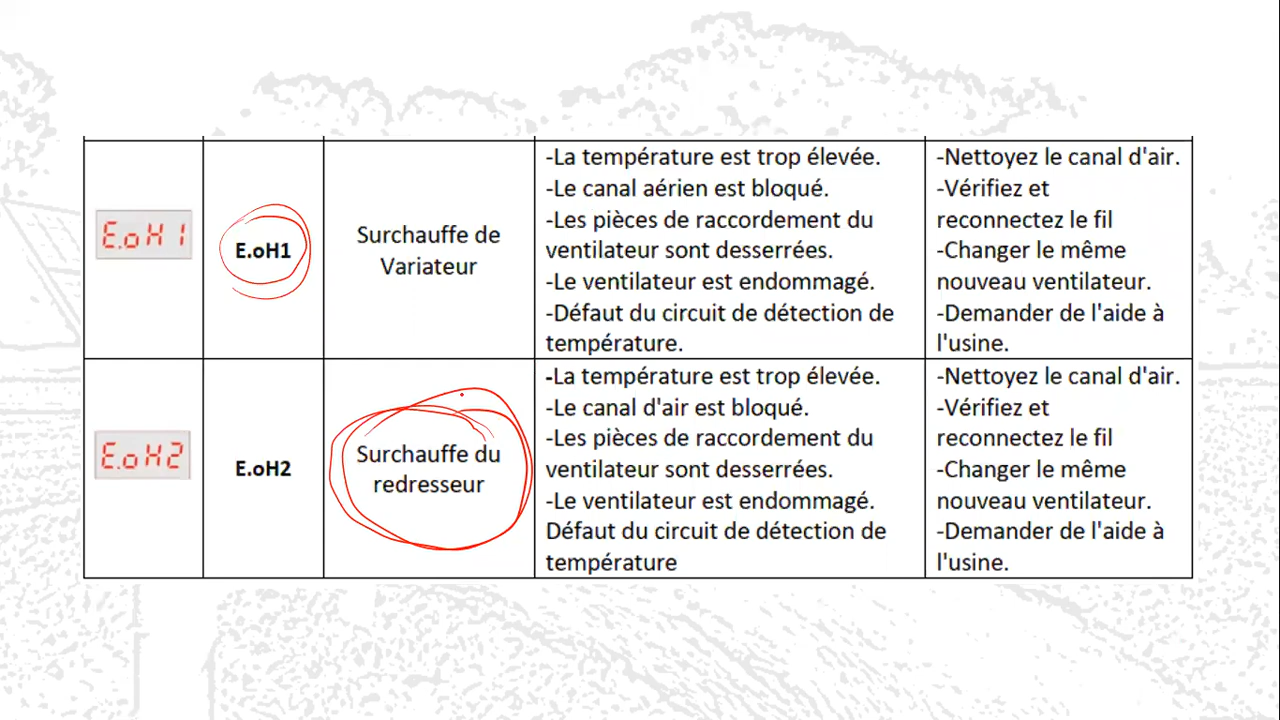 E.oH1
E.oH1
Surchauffe de
Variateur
-La température est trop élevée.
-Le canal aérien est bloqué.
-Les pièces de raccordement du
ventilateur sont desserrées.
-Le ventilateur est endommagé.
-Défaut du circuit de détection de
température.
-Nettoyez le canal d'air.
-Vérifiez et
reconnectez le fil
-Changer le même
nouveau ventilateur.
-Demander de l'aide à
l'usine.
E.oH2
E.oH2
Surchauffe du
redresseur
-La température est trop élevée.
-Le canal d'air est bloqué.
-Les pièces de raccordement du
ventilateur sont desserrées.
-Le ventilateur est endommagé.
Défaut du circuit de détection de
température
-Nettoyez le canal d'air.
-Vérifiez et
reconnectez le fil
-Changer le même
nouveau ventilateur.
-Demander de l'aide à
l'usine.